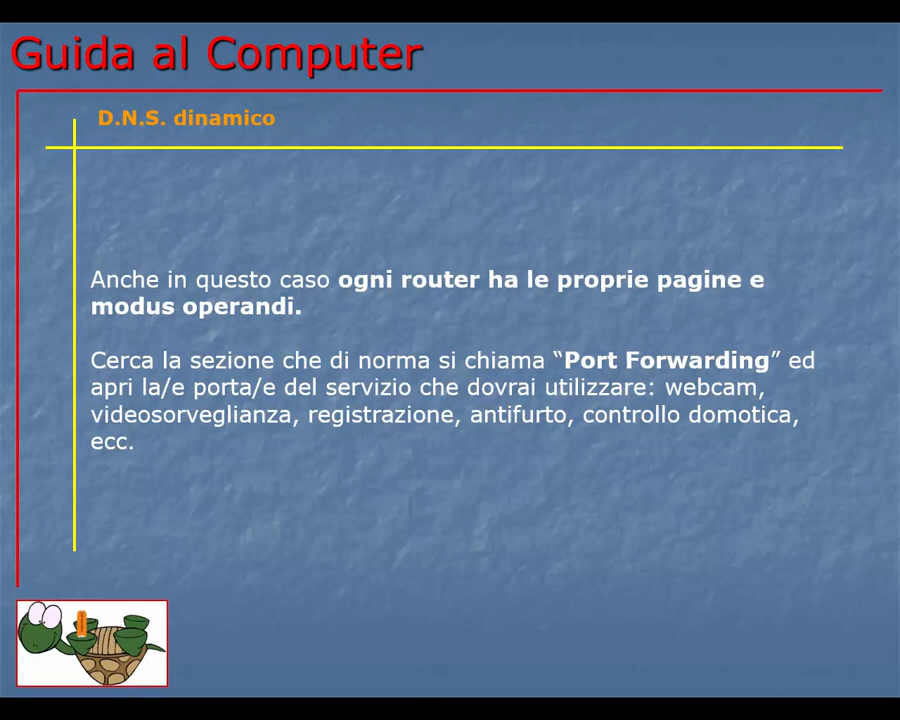 Guida al Computer
D.N.S. dinamico
Anche in questo caso ogni router ha le proprie pagine e
modus operandi.
Cerca la sezione che di norma si chiama “Port Forwarding” ed
apri la/e porta/e del servizio che dovrai utilizzare: webcam,
videosorveglianza, registrazione, antifurto, controllo domotica,
ecc.